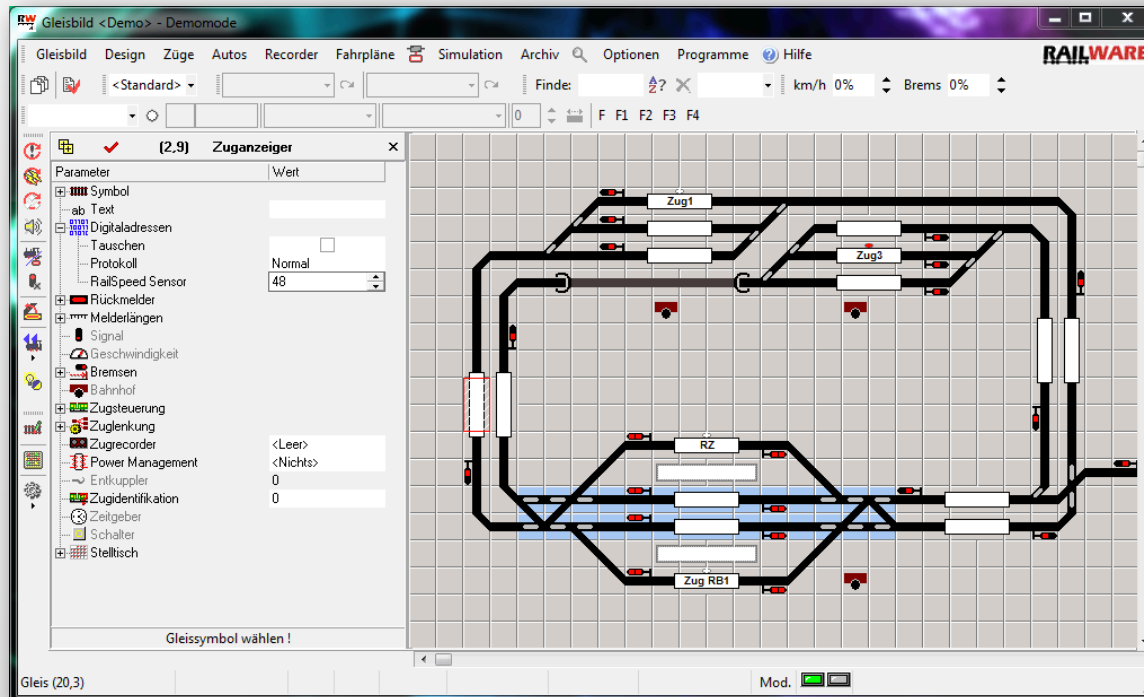 RW Gleisbild <Demo> - Demomode
Gleisbild Design Züge Autos Recorder Fahrpläne Simulation Archiv Optionen Programme Hilfe RAILWARE
<Standard> Finde: A Z ? km/h 0% Brems 0%
0 F F1 F2 F3 F4
(2,9) Zuganzeiger
Parameter Wert
Symbol
ab Text
Digitaladressen
Tauschen
Protokoll Normal
RailSpeed Sensor 48
Rückmelder
Melderlängen
Signal
Geschwindigkeit
Bremsen
Bahnhof
Zugsteuerung
Zuglenkung
Zugrecorder <Leer>
Power Management <Nichts>
Entkuppler 0
Zugidentifikation 0
Zeitgeber
Schalter
Stelltisch
Gleissymbol wählen !
Zug1
Zug3
RZ
Zug RB1
Gleis (20,3) Mod.